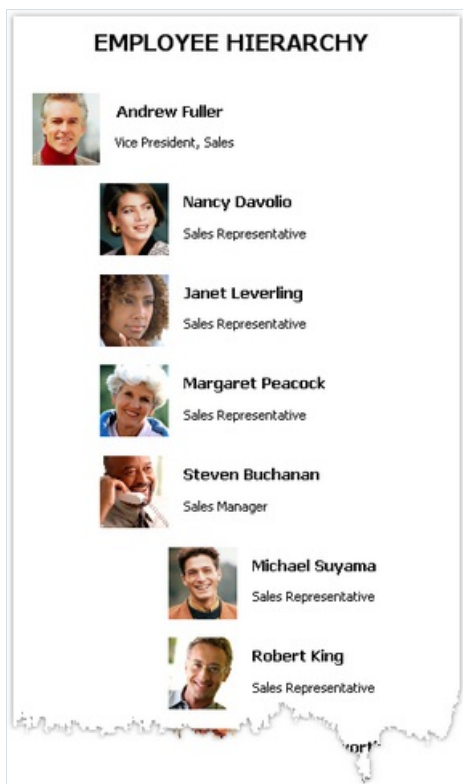 EMPLOYEE HIERARCHY
Andrew Fuller
Vice President, Sales
Nancy Davolio
Sales Representative
Janet Leverling
Sales Representative
Margaret Peacock
Sales Representative
Steven Buchanan
Sales Manager
Michael Suyama
Sales Representative
Robert King
Sales Representative